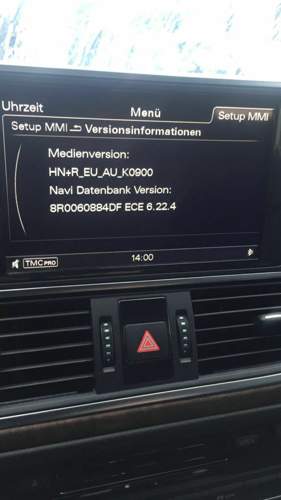 Uhrzeit Menü Setup MMI
Setup MMI Versionsinformationen
Medienversion:
HN+R_EU_AU_K0900
Navi Datenbank Version:
8R0060884DF ECE 6.22.4
TMC PRO 14:00